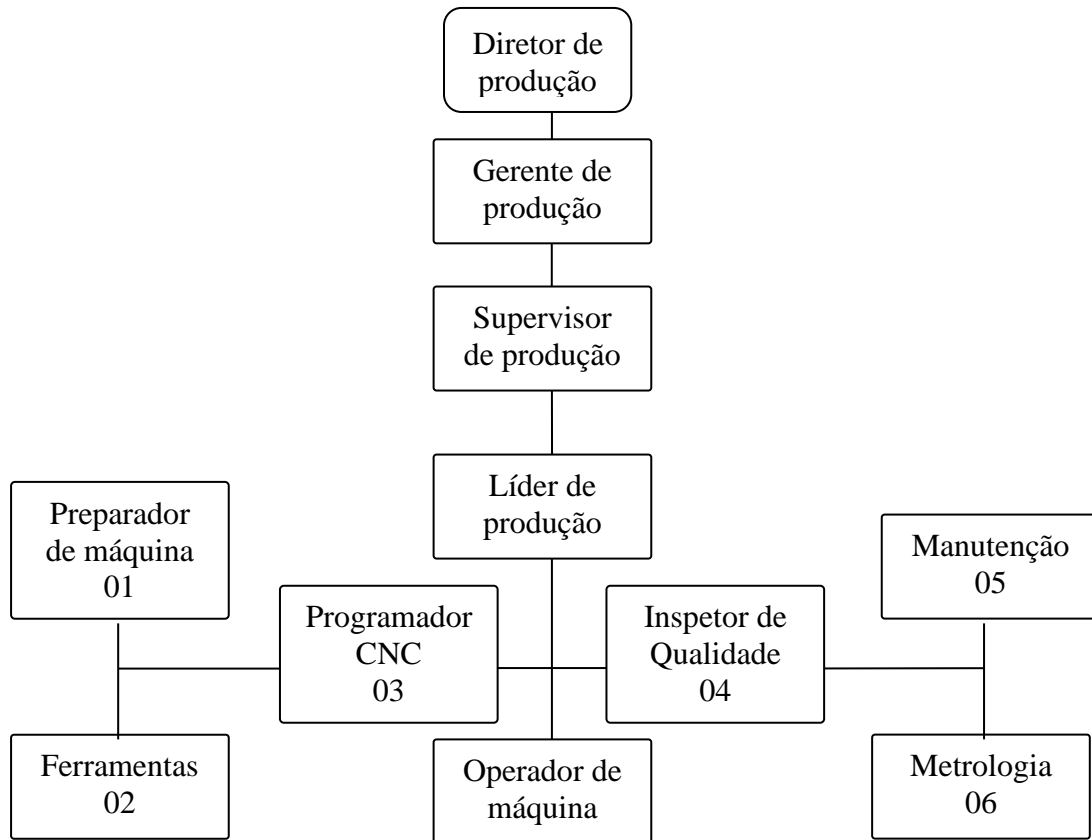 Diretor de
produção
Gerente de
produção
Supervisor
de produção
Líder de
produção
Preparador
de máquina
01
Manutenção
05
Programador
CNC
03
Inspetor de
Qualidade
04
Ferramentas
02
Operador de
máquina
Metrologia
06